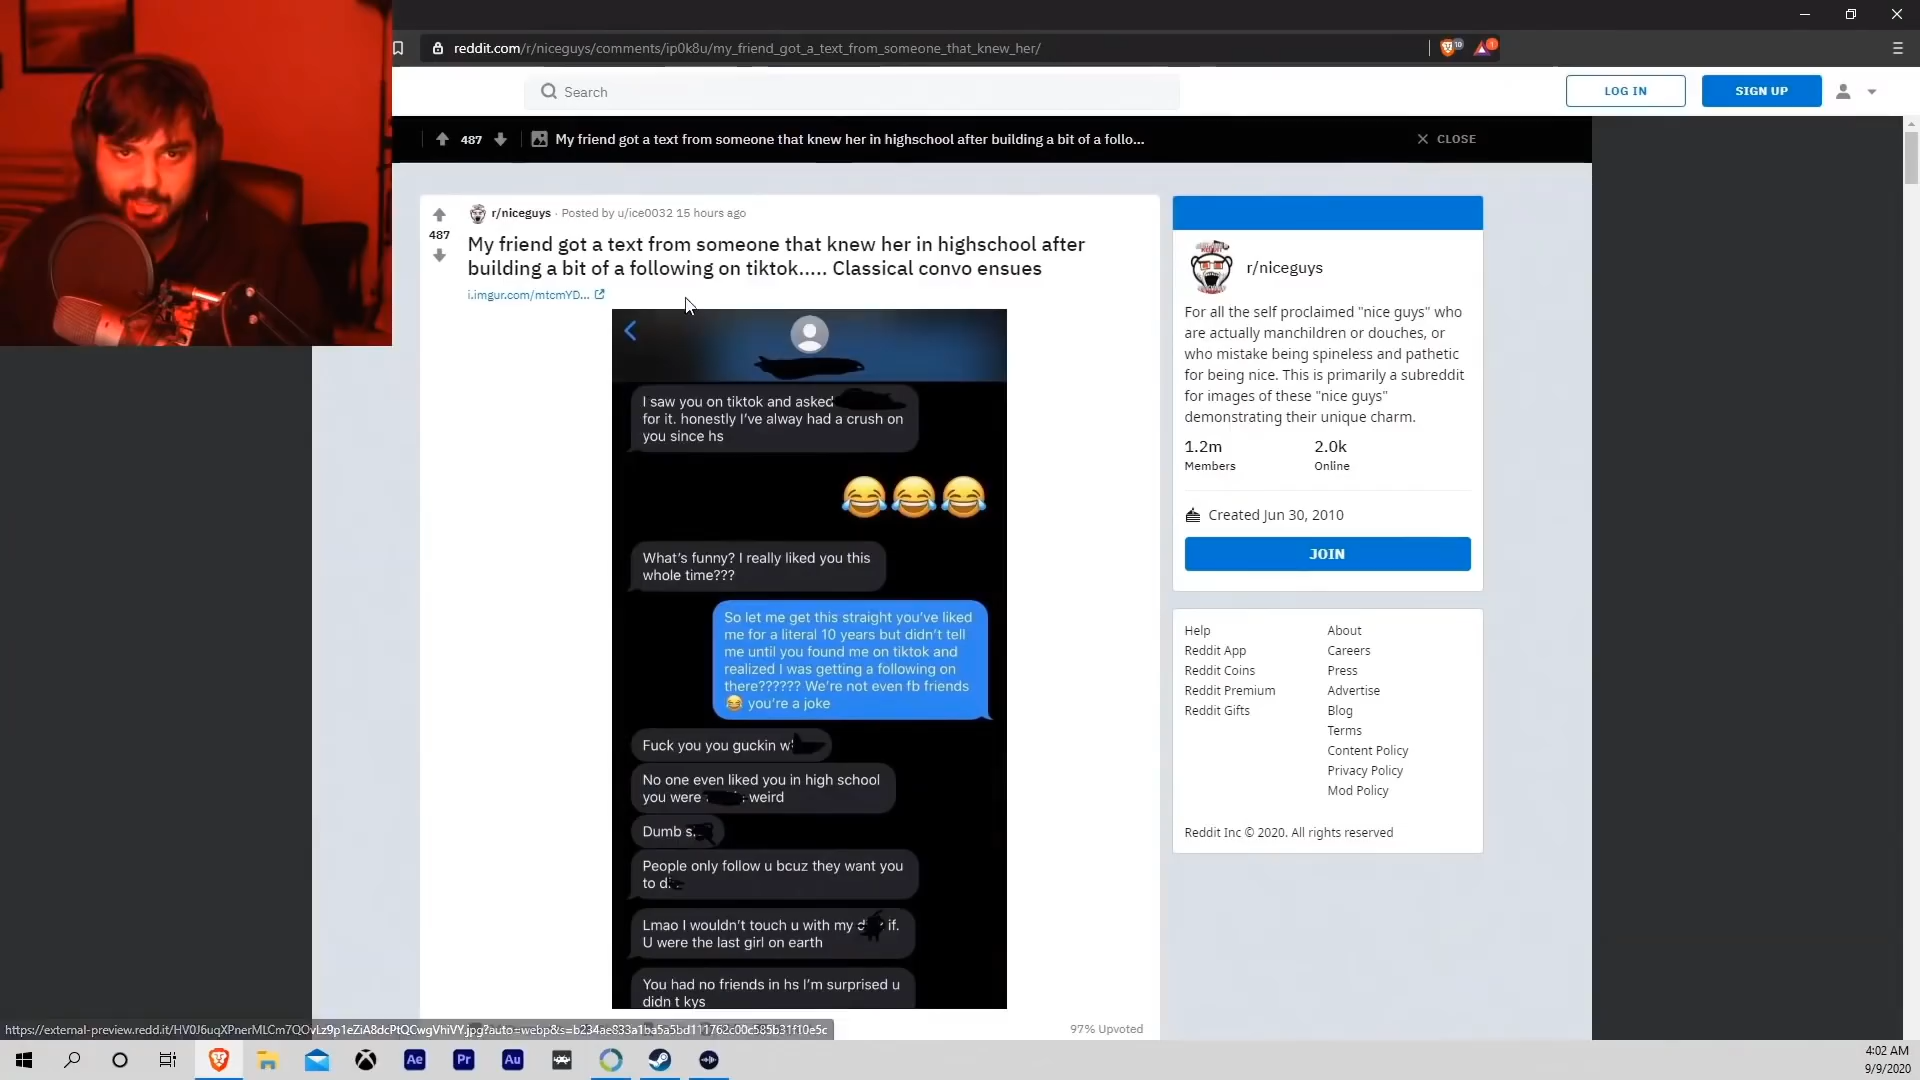 reddit.com/r/niceguys/comments/ip0k8u/my_friend_got_a_text_from_someone_that_knew_her/
Search
LOG IN
SIGN UP
487
My friend got a text from someone that knew her in highschool after building a bit of a follo...
CLOSE
r/niceguys · Posted by u/ice0032 15 hours ago
487
My friend got a text from someone that knew her in highschool after
building a bit of a following on tiktok..... Classical convo ensues
i.imgur.com/mtcmYD...
I saw you on tiktok and asked
for it. honestly I've alway had a crush on
you since hs
😂😂😂
What's funny? I really liked you this
whole time???
So let me get this straight you've liked
me for a literal 10 years but didn't tell
me until you found me on tiktok and
realized I was getting a following on
there?????? We're not even fb friends
😂 you're a joke
Fuck you you guckin w
No one even liked you in high school
you were weird
Dumb s
People only follow u bcuz they want you
to d
Lmao I wouldn't touch u with my d if.
U were the last girl on earth
You had no friends in hs I'm surprised u
didn t kys
97% Upvoted
r/niceguys
For all the self proclaimed "nice guys" who
are actually manchildren or douches, or
who mistake being spineless and pathetic
for being nice. This is primarily a subreddit
for images of these "nice guys"
demonstrating their unique charm.
1.2m
Members
2.0k
Online
Created Jun 30, 2010
JOIN
Help
Reddit App
Reddit Coins
Reddit Premium
Reddit Gifts
About
Careers
Press
Advertise
Blog
Terms
Content Policy
Privacy Policy
Mod Policy
Reddit Inc © 2020. All rights reserved
Ae
Pr
Au
4:02 AM
9/9/2020